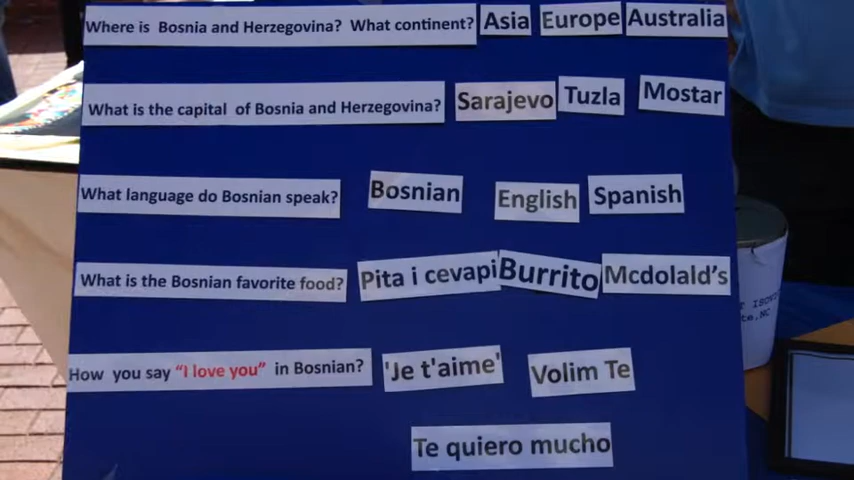 Where is Bosnia and Herzegovina? What continent? Asia Europe Australia
What is the capital of Bosnia and Herzegovina? Sarajevo Tuzla Mostar
What language do Bosnian speak? Bosnian English Spanish
What is the Bosnian favorite food? Pita i cevapi Burrito Mcdolald's
How you say "I love you" in Bosnian? 'Je t'aime' Volim Te
Te quiero mucho